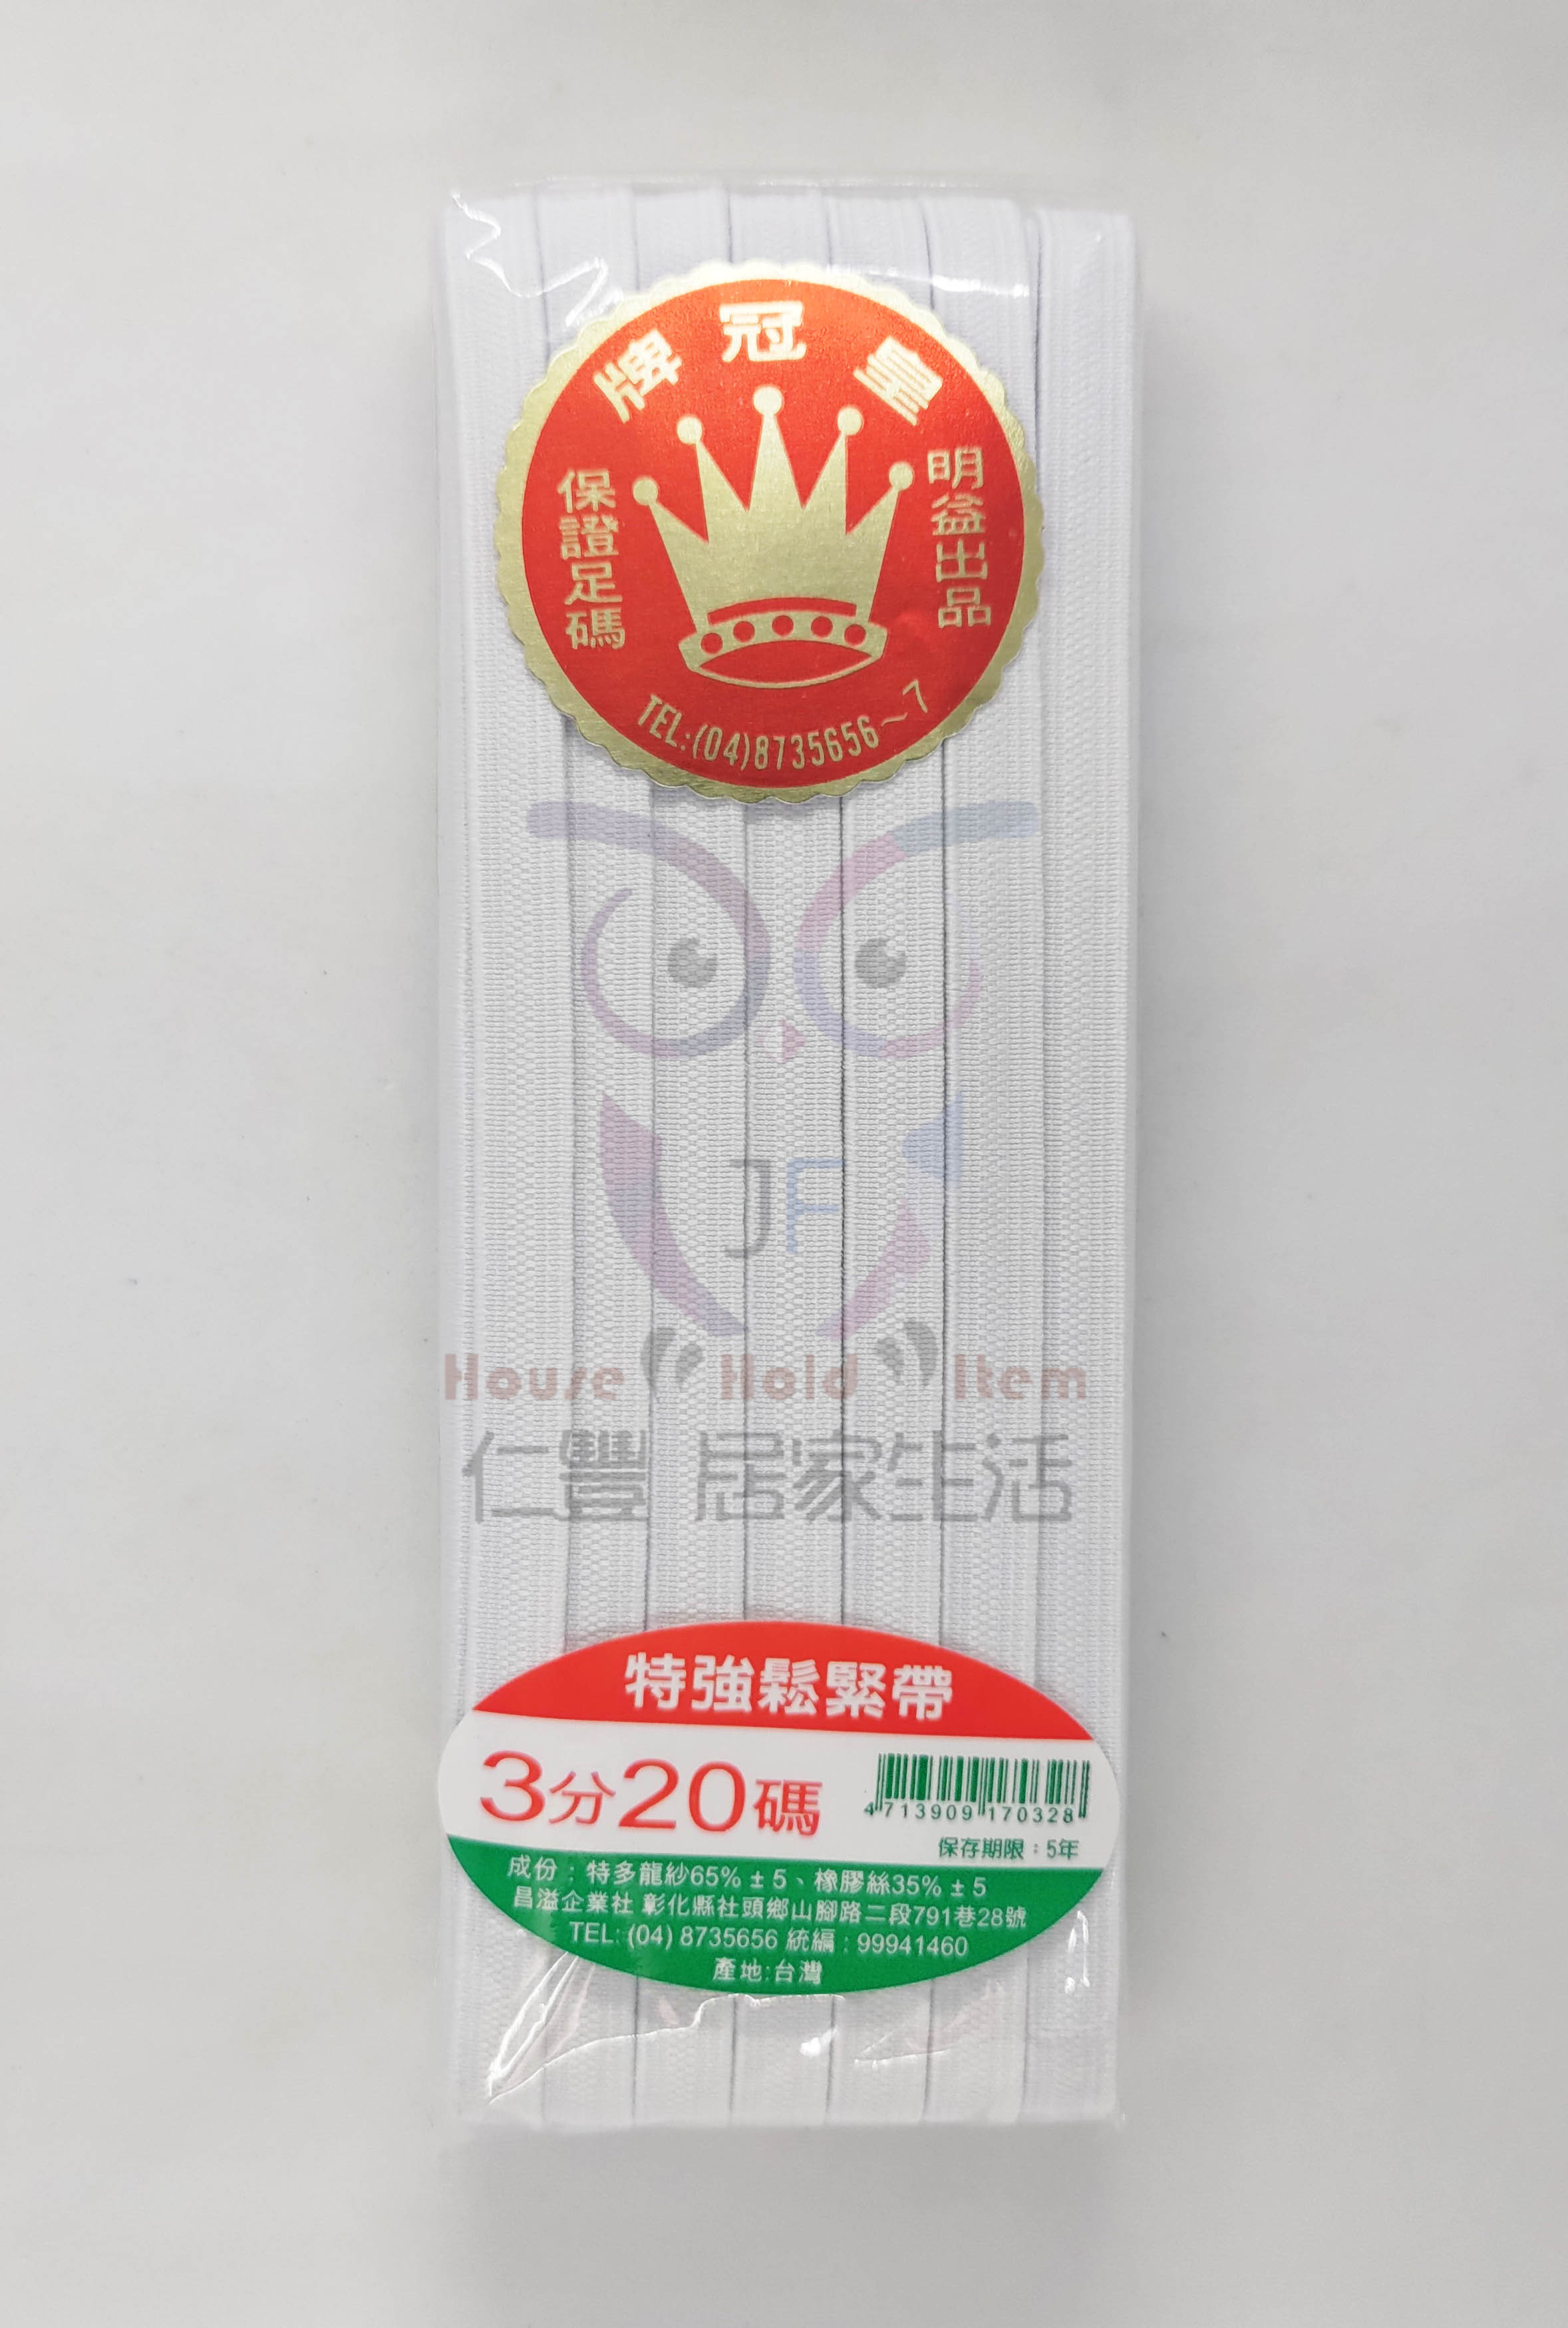 皇冠牌
明益出品
保證足碼
TEL:(04)8735656～7
JF
House Hold Item
仁豐 居家生活
特強鬆緊帶
3分20碼
4713909170328
保存期限：5年
成份：特多龍紗65%±5、橡膠絲35%±5
昌溢企業社 彰化縣社頭鄉山腳路二段791巷28號
TEL: (04) 8735656 統編：99941460
產地:台灣